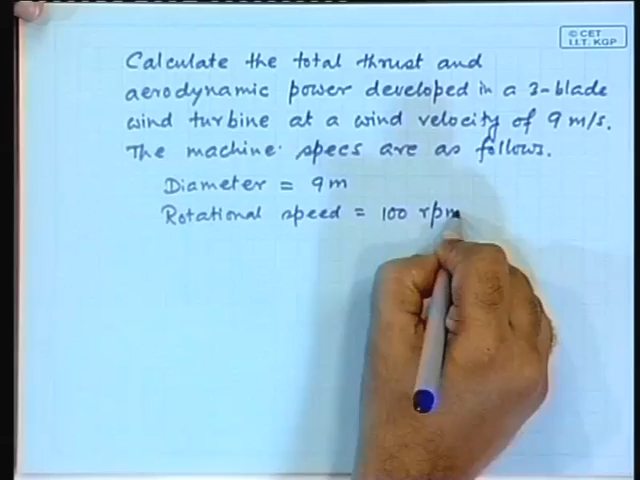 © CET
I.I.T. KGP
Calculate the total thrust and
aerodynamic power developed in a 3-blade
wind turbine at a wind velocity of 9 m/s.
The machine specs are as follows.
Diameter = 9m
Rotational speed = 100 rpm